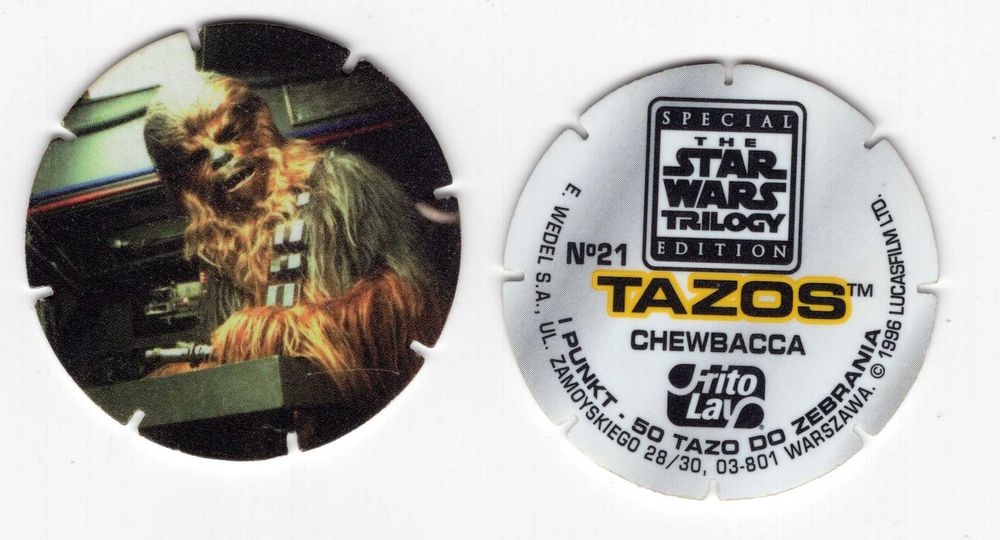 SPECIAL
THE
STAR
WARS
TRILOGY
EDITION
Nº21
TAZOS™
CHEWBACCA
Frito
Lay®
1 PUNKT - 50 TAZO DO ZEBRANIA
E. WEDEL S.A., UL. ZAMOYSKIEGO 28/30, 03-801 WARSZAWA. © 1996 LUCASFILM LTD.